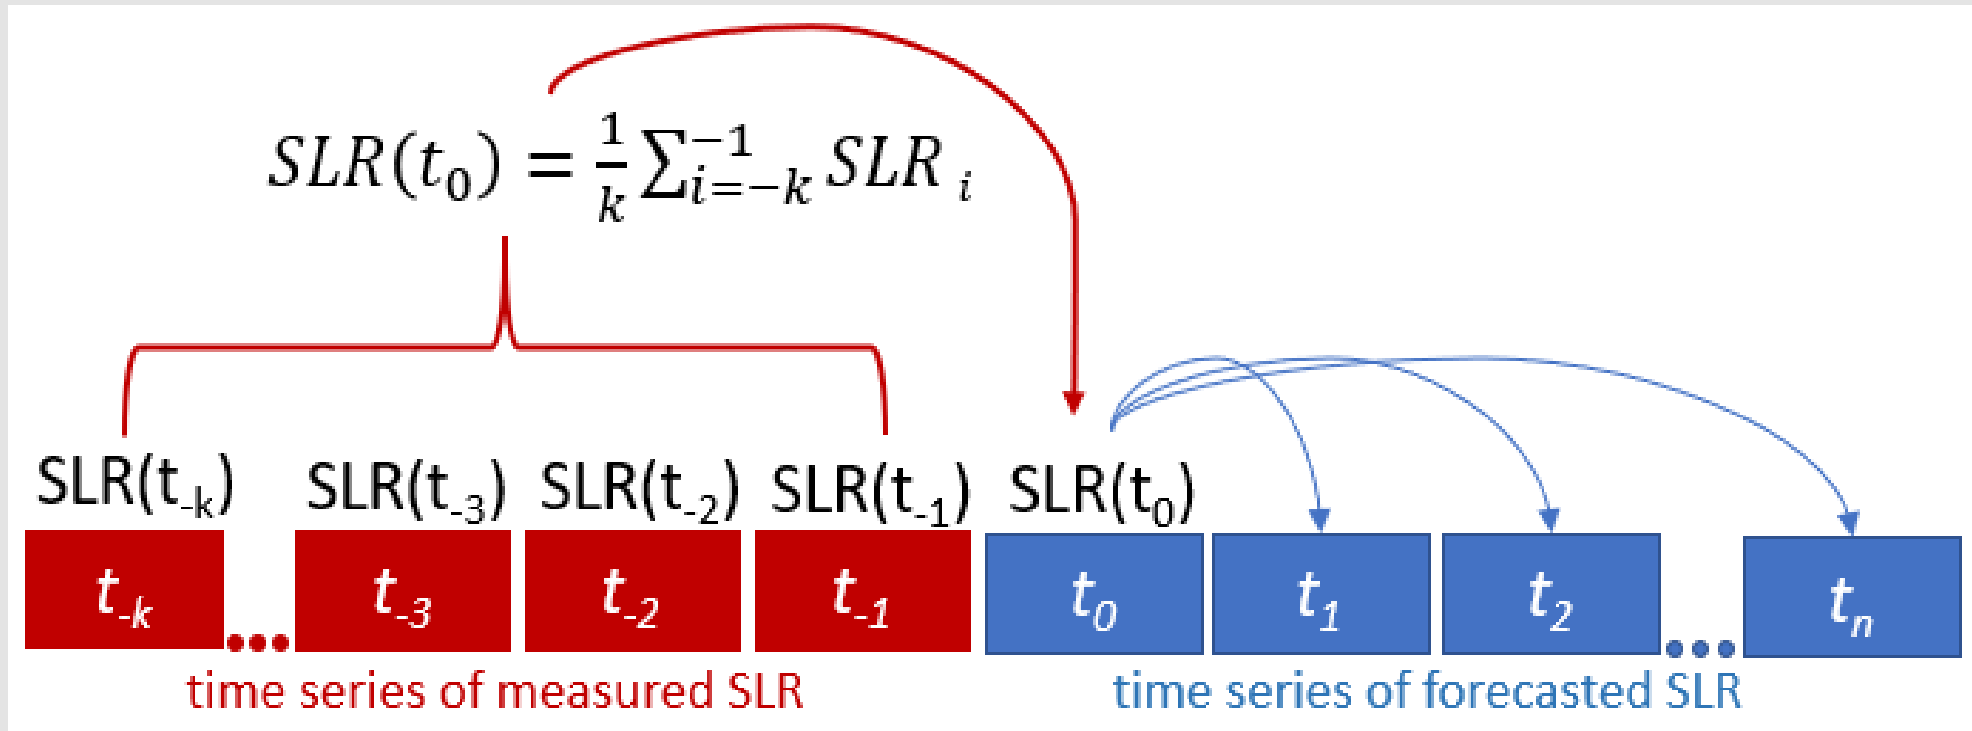 SLR(t₀) = 1/k ∑_{i=-k}^{-1} SLR_i
SLR(t₋ₖ) SLR(t₋₃) SLR(t₋₂) SLR(t₋₁) SLR(t₀)
t₋ₖ ... t₋₃ t₋₂ t₋₁ t₀ t₁ t₂ ... tₙ
time series of measured SLR time series of forecasted SLR